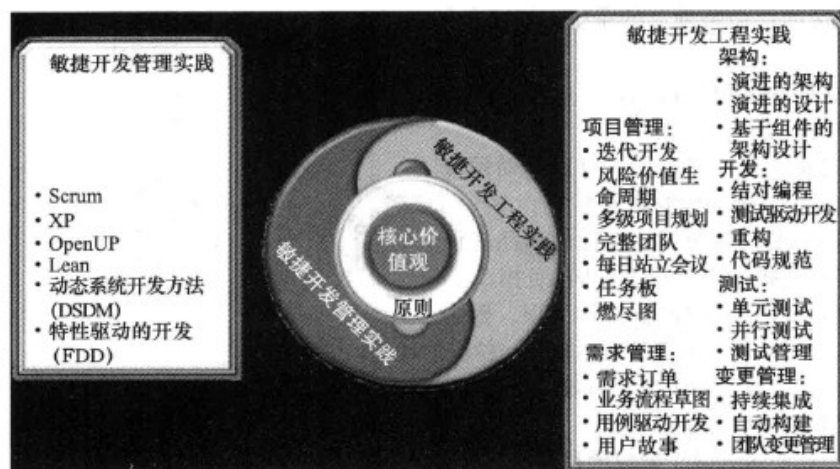 敏捷开发管理实践
• Scrum
• XP
• OpenUP
• Lean
• 动态系统开发方法
(DSDM)
• 特性驱动的开发
(FDD)
敏捷开发工程实践
核心价
值观
原则
敏捷开发管理实践
敏捷开发工程实践
项目管理：
• 迭代开发
• 风险价值生
命周期
• 多级项目规划
• 完整团队
• 每日站立会议
• 任务板
• 燃尽图
需求管理：
• 需求订单
• 业务流程草图
• 用例驱动开发
• 用户故事
架构：
• 演进的架构
• 演进的设计
• 基于组件的
架构设计
开发：
• 结对编程
• 测试驱动开发
• 重构
• 代码规范
测试：
• 单元测试
• 并行测试
• 测试管理
变更管理：
• 持续集成
• 自动构建
• 团队变更管理